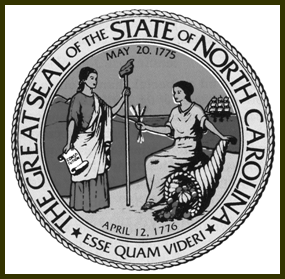 THE GREAT SEAL OF THE STATE OF NORTH CAROLINA
MAY 20, 1775
APRIL 12, 1776
★ ESSE QUAM VIDERI ★